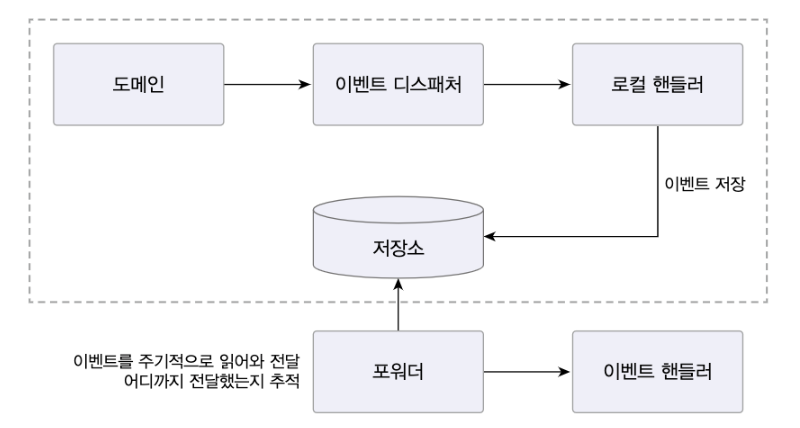 도메인
이벤트 디스패처
로컬 핸들러
이벤트 저장
저장소
이벤트를 주기적으로 읽어와 전달
어디까지 전달했는지 추적
포워더
이벤트 핸들러